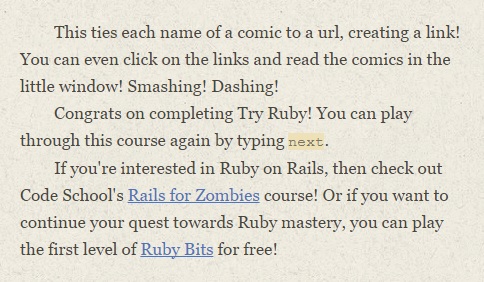 This ties each name of a comic to a url, creating a link!
You can even click on the links and read the comics in the
little window! Smashing! Dashing!
Congrats on completing Try Ruby! You can play
through this course again by typing next.
If you're interested in Ruby on Rails, then check out
Code School's Rails for Zombies course! Or if you want to
continue your quest towards Ruby mastery, you can play
the first level of Ruby Bits for free!